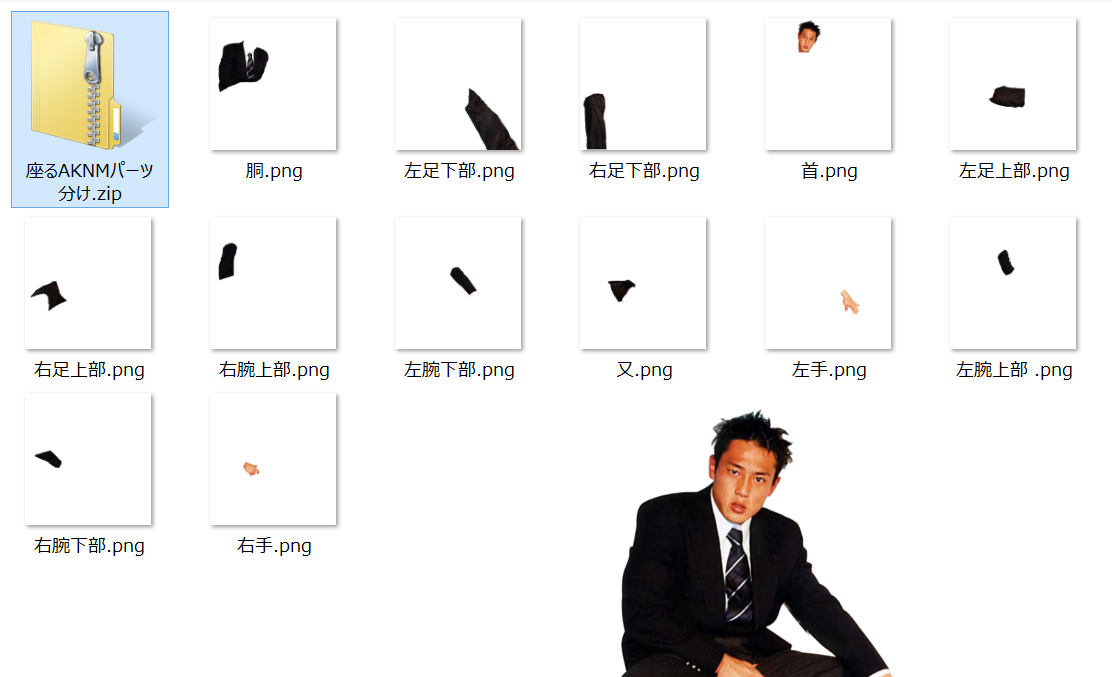 座るAKNMパーツ
分け.zip
胴.png
左足下部.png
右足下部.png
首.png
左足上部.png
右足上部.png
右腕上部.png
左腕下部.png
又.png
左手.png
左腕上部 .png
右腕下部.png
右手.png